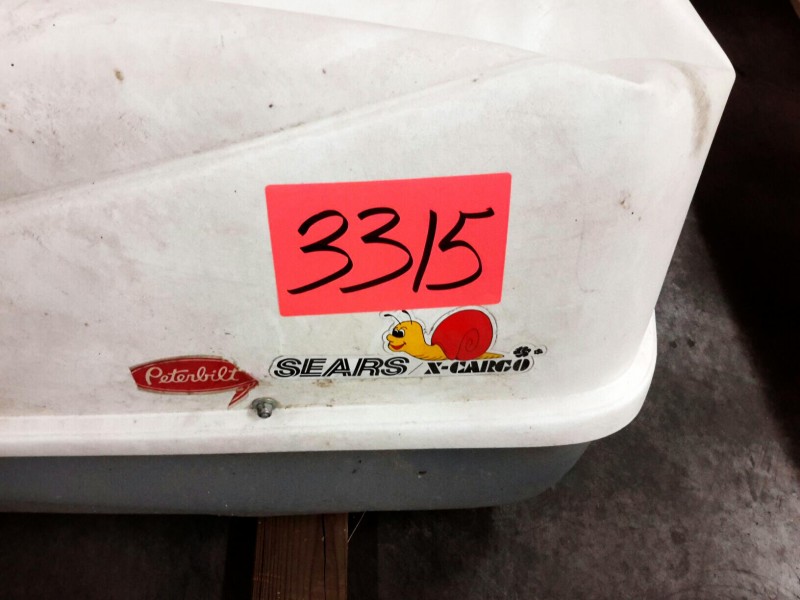 3315
Peterbilt
SEARS
X-CARGO